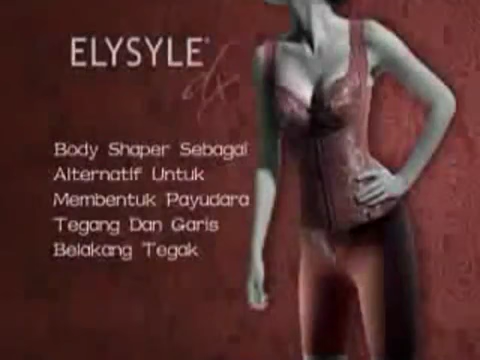 ELYSYLE®
dx
Body Shaper Sebagai
Alternatif Untuk
Membentuk Payudara
Tegang Dan Garis
Belakang Tegak